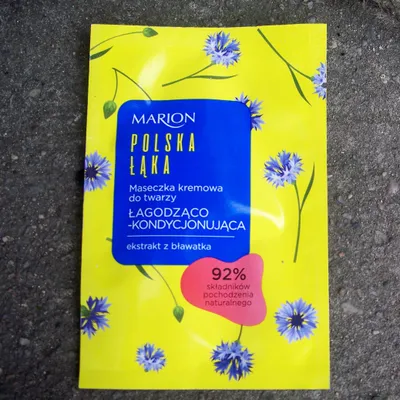 MARION
POLSKA
ŁĄKA
Maseczka kremowa
do twarzy
ŁAGODZĄCO
-KONDYCJONUJĄCA
ekstrakt z bławatka
92%
składników
pochodzenia
naturalnego